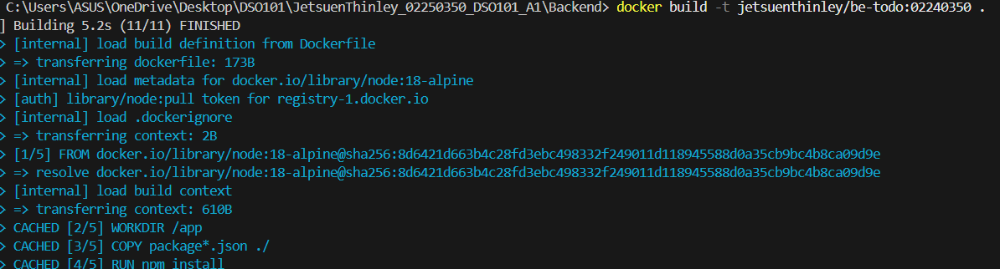 C:\Users\ASUS\OneDrive\Desktop\DSO101\JetsuenThinley_02250350_DSO101_A1\Backend> docker build -t jetsuenthinley/be-todo:02240350 .
] Building 5.2s (11/11) FINISHED
> [internal] load build definition from Dockerfile
> => transferring dockerfile: 173B
> [internal] load metadata for docker.io/library/node:18-alpine
> [auth] library/node:pull token for registry-1.docker.io
> [internal] load .dockerignore
> => transferring context: 2B
> [1/5] FROM docker.io/library/node:18-alpine@sha256:8d6421d663b4c28fd3ebc498332f249011d118945588d0a35cb9bc4b8ca09d9e
> => resolve docker.io/library/node:18-alpine@sha256:8d6421d663b4c28fd3ebc498332f249011d118945588d0a35cb9bc4b8ca09d9e
> [internal] load build context
> => transferring context: 610B
> CACHED [2/5] WORKDIR /app
> CACHED [3/5] COPY package*.json ./
> CACHED [4/5] RUN npm install